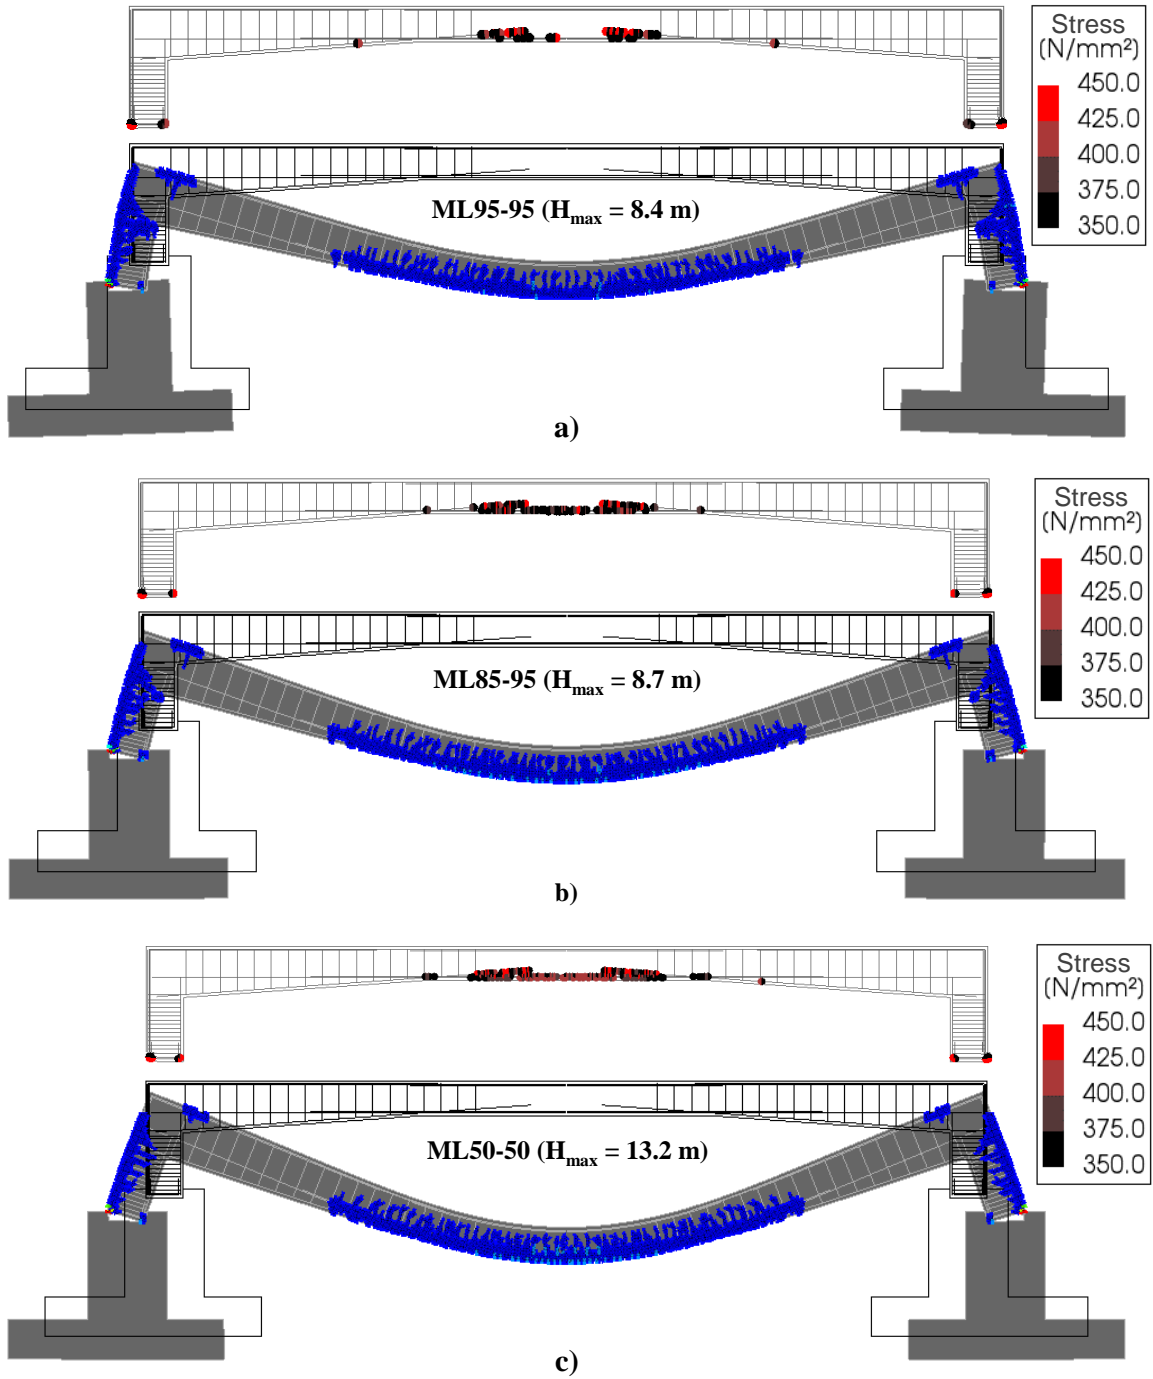 Stress
(N/mm²)
450.0
425.0
400.0
375.0
350.0
ML95-95 (Hmax = 8.4 m)
a)
Stress
(N/mm²)
450.0
425.0
400.0
375.0
350.0
ML85-95 (Hmax = 8.7 m)
b)
Stress
(N/mm²)
450.0
425.0
400.0
375.0
350.0
ML50-50 (Hmax = 13.2 m)
c)